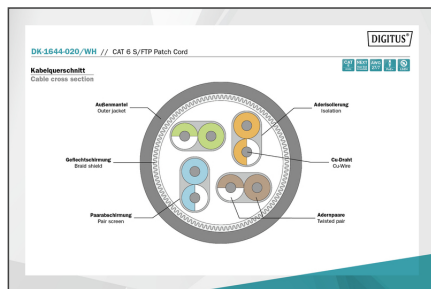 DIGITUS®
DK-1644-020/WH // CAT 6 S/FTP Patch Cord
Kabelquerschnitt
Cable cross section
Außenmantel
Outer jacket
Aderisolierung
Isolation
Geflechtschirmung
Braid shield
Cu-Draht
Cu-Wire
Paarabschirmung
Pair screen
Adernpaare
Twisted pair